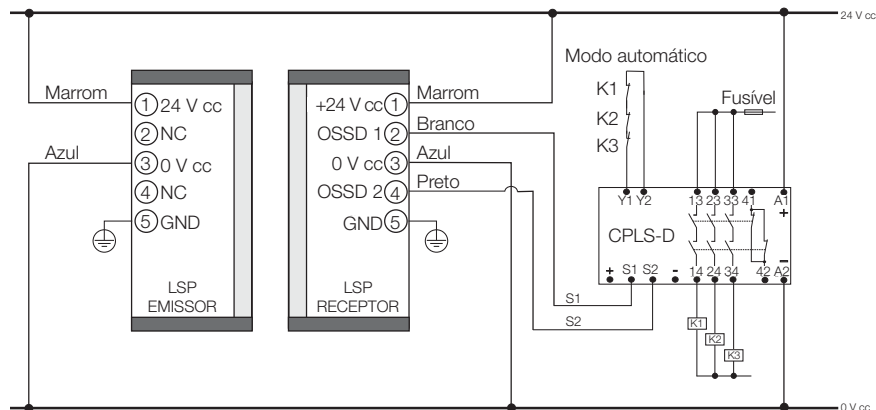 24 V cc
Modo automático
Marrom
Marrom
Fusível
1 24 V cc
+24 V cc 1
K1
2 NC
OSSD 1 2
Branco
K2
Azul
3 0 V cc
0 V cc 3
Azul
K3
4 NC
OSSD 2 4
Preto
Y1 Y2
13 23 33 41
A1
+
5 GND
GND 5
CPLS-D
-
+ S1 S2 -
14 24 34
42 A2
LSP
EMISSOR
LSP
RECEPTOR
S1
S2
K1
K2
K3
0 V cc